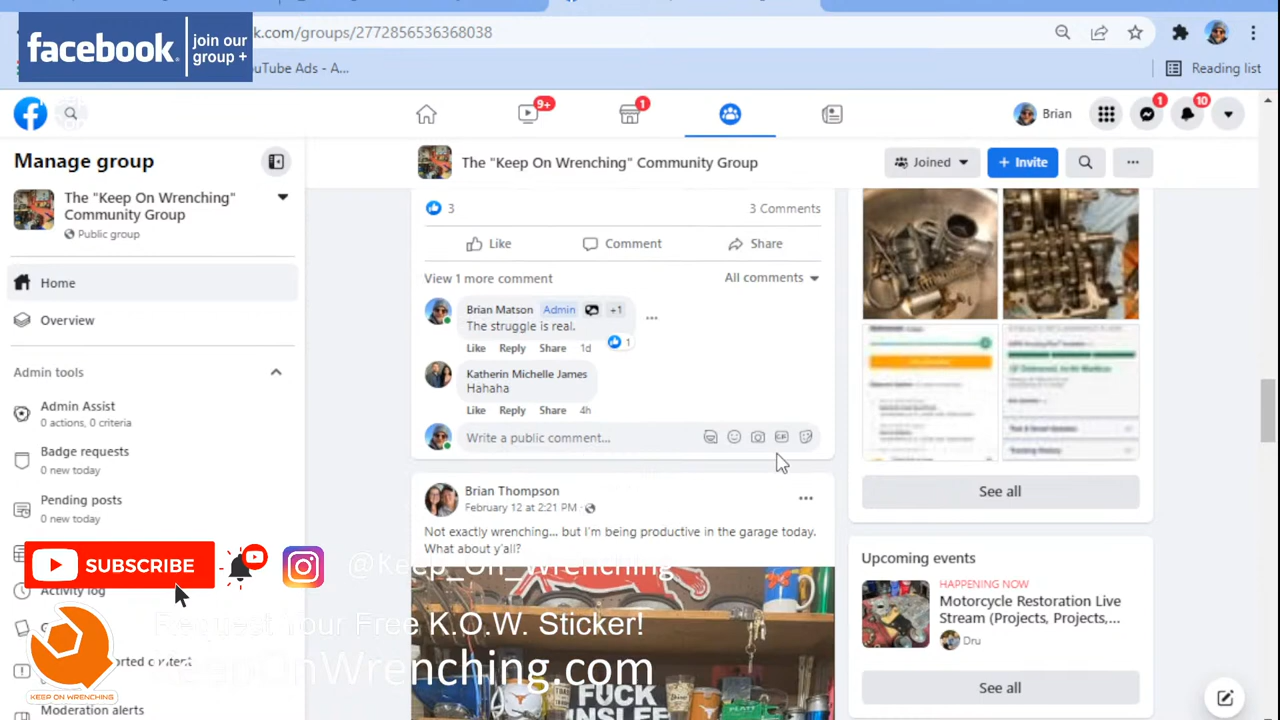 k.com/groups/2772856536368038
facebook. join our group +
uTube Ads - A...
Reading list
9+
1
Brian
1
10
Manage group
The "Keep On Wrenching" Community Group
Joined
+ Invite
The "Keep On Wrenching"
Community Group
Public group
3
3 Comments
Like
Comment
Share
Home
View 1 more comment
All comments
Overview
Brian Matson Admin +1
The struggle is real.
1
Like Reply Share 1d
Admin tools
Katherin Michelle James
Hahaha
Like Reply Share 4h
Admin Assist
0 actions, 0 criteria
Write a public comment...
GIF
Badge requests
0 new today
See all
Pending posts
0 new today
Brian Thompson
February 12 at 2:21 PM
Not exactly wrenching... but I'm being productive in the garage today.
What about y'all?
Upcoming events
HAPPENING NOW
Motorcycle Restoration Live
Stream (Projects, Projects,...
Dru
See all
SUBSCRIBE
@Keep_On_Wrenching
Activity log
Request Your Free K.O.W. Sticker!
orted content
KeepOnWrenching.com
KEEP ON WRENCHING
Moderation alerts
FUCK
INSLEE